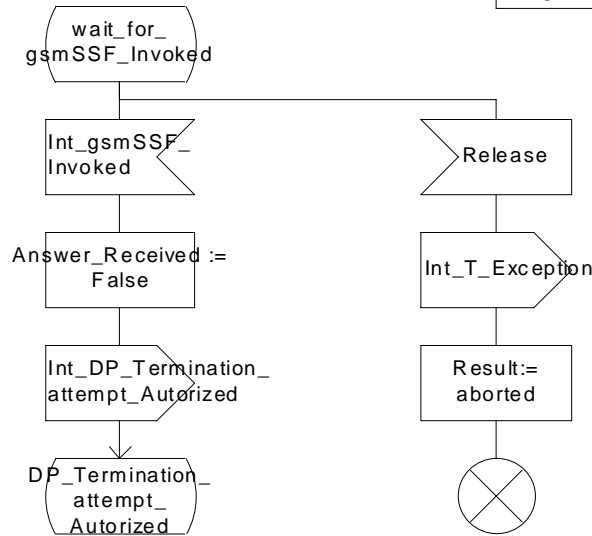 wait_for_
gsmSSF_Invoked
Int_gsmSSF_
Invoked
Release
Answer_Received :=
False
Int_T_Exception
Int_DP_Termination_
attempt_Autorized
Result:=
aborted
DP_Termination_
attempt_
Autorized